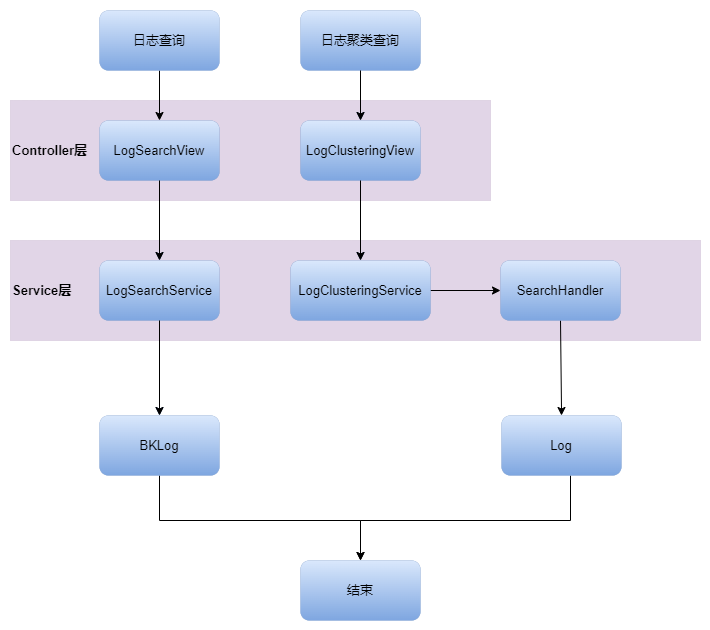 日志查询
日志聚类查询
Controller层
LogSearchView
LogClusteringView
Service层
LogSearchService
LogClusteringService
SearchHandler
BKLog
Log
结束